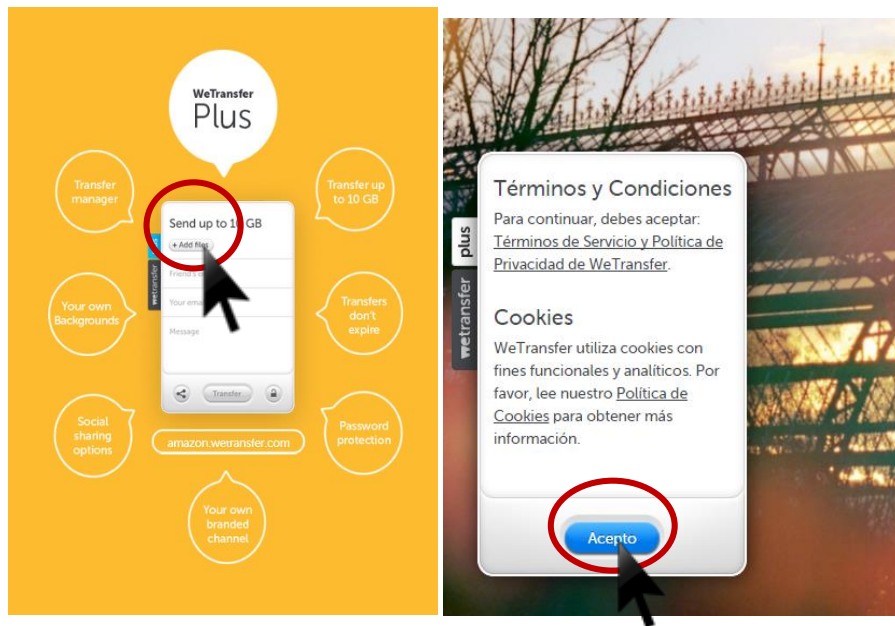 WeTransfer
Plus
Transfer
manager
Transfer up
to 10 GB
Send up to 10 GB
+ Add files
plus
wetransfer
Friend's
Your
Message
Your own
Backgrounds
Transfers
don't
expire
Transfer
Social
sharing
options
Password
protection
amazon.wetransfer.com
Your own
branded
channel
plus
wetransfer
Términos y Condiciones
Para continuar, debes aceptar:
Términos de Servicio y Política de
Privacidad de WeTransfer.
Cookies
WeTransfer utiliza cookies con
fines funcionales y analíticos. Por
favor, lee nuestro Política de
Cookies para obtener más
información.
Acepto